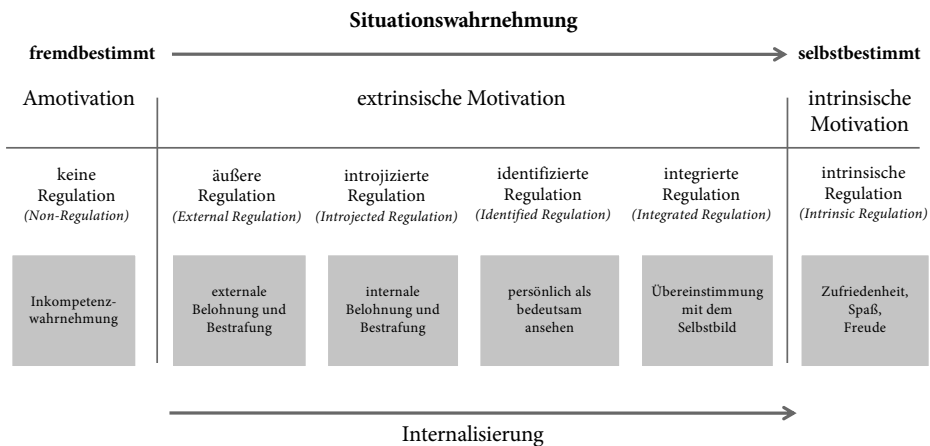 Situationswahrnehmung
fremdbestimmt
selbstbestimmt
Amotivation
extrinsische Motivation
intrinsische
Motivation
keine
Regulation
(Non-Regulation)
äußere
Regulation
(External Regulation)
introjizierte
Regulation
(Introjected Regulation)
identifizierte
Regulation
(Identified Regulation)
integrierte
Regulation
(Integrated Regulation)
intrinsische
Regulation
(Intrinsic Regulation)
Inkompetenz-
wahrnehmung
externale
Belohnung und
Bestrafung
internale
Belohnung und
Bestrafung
persönlich als
bedeutsam
ansehen
Übereinstimmung
mit dem
Selbstbild
Zufriedenheit,
Spaß,
Freude
Internalisierung